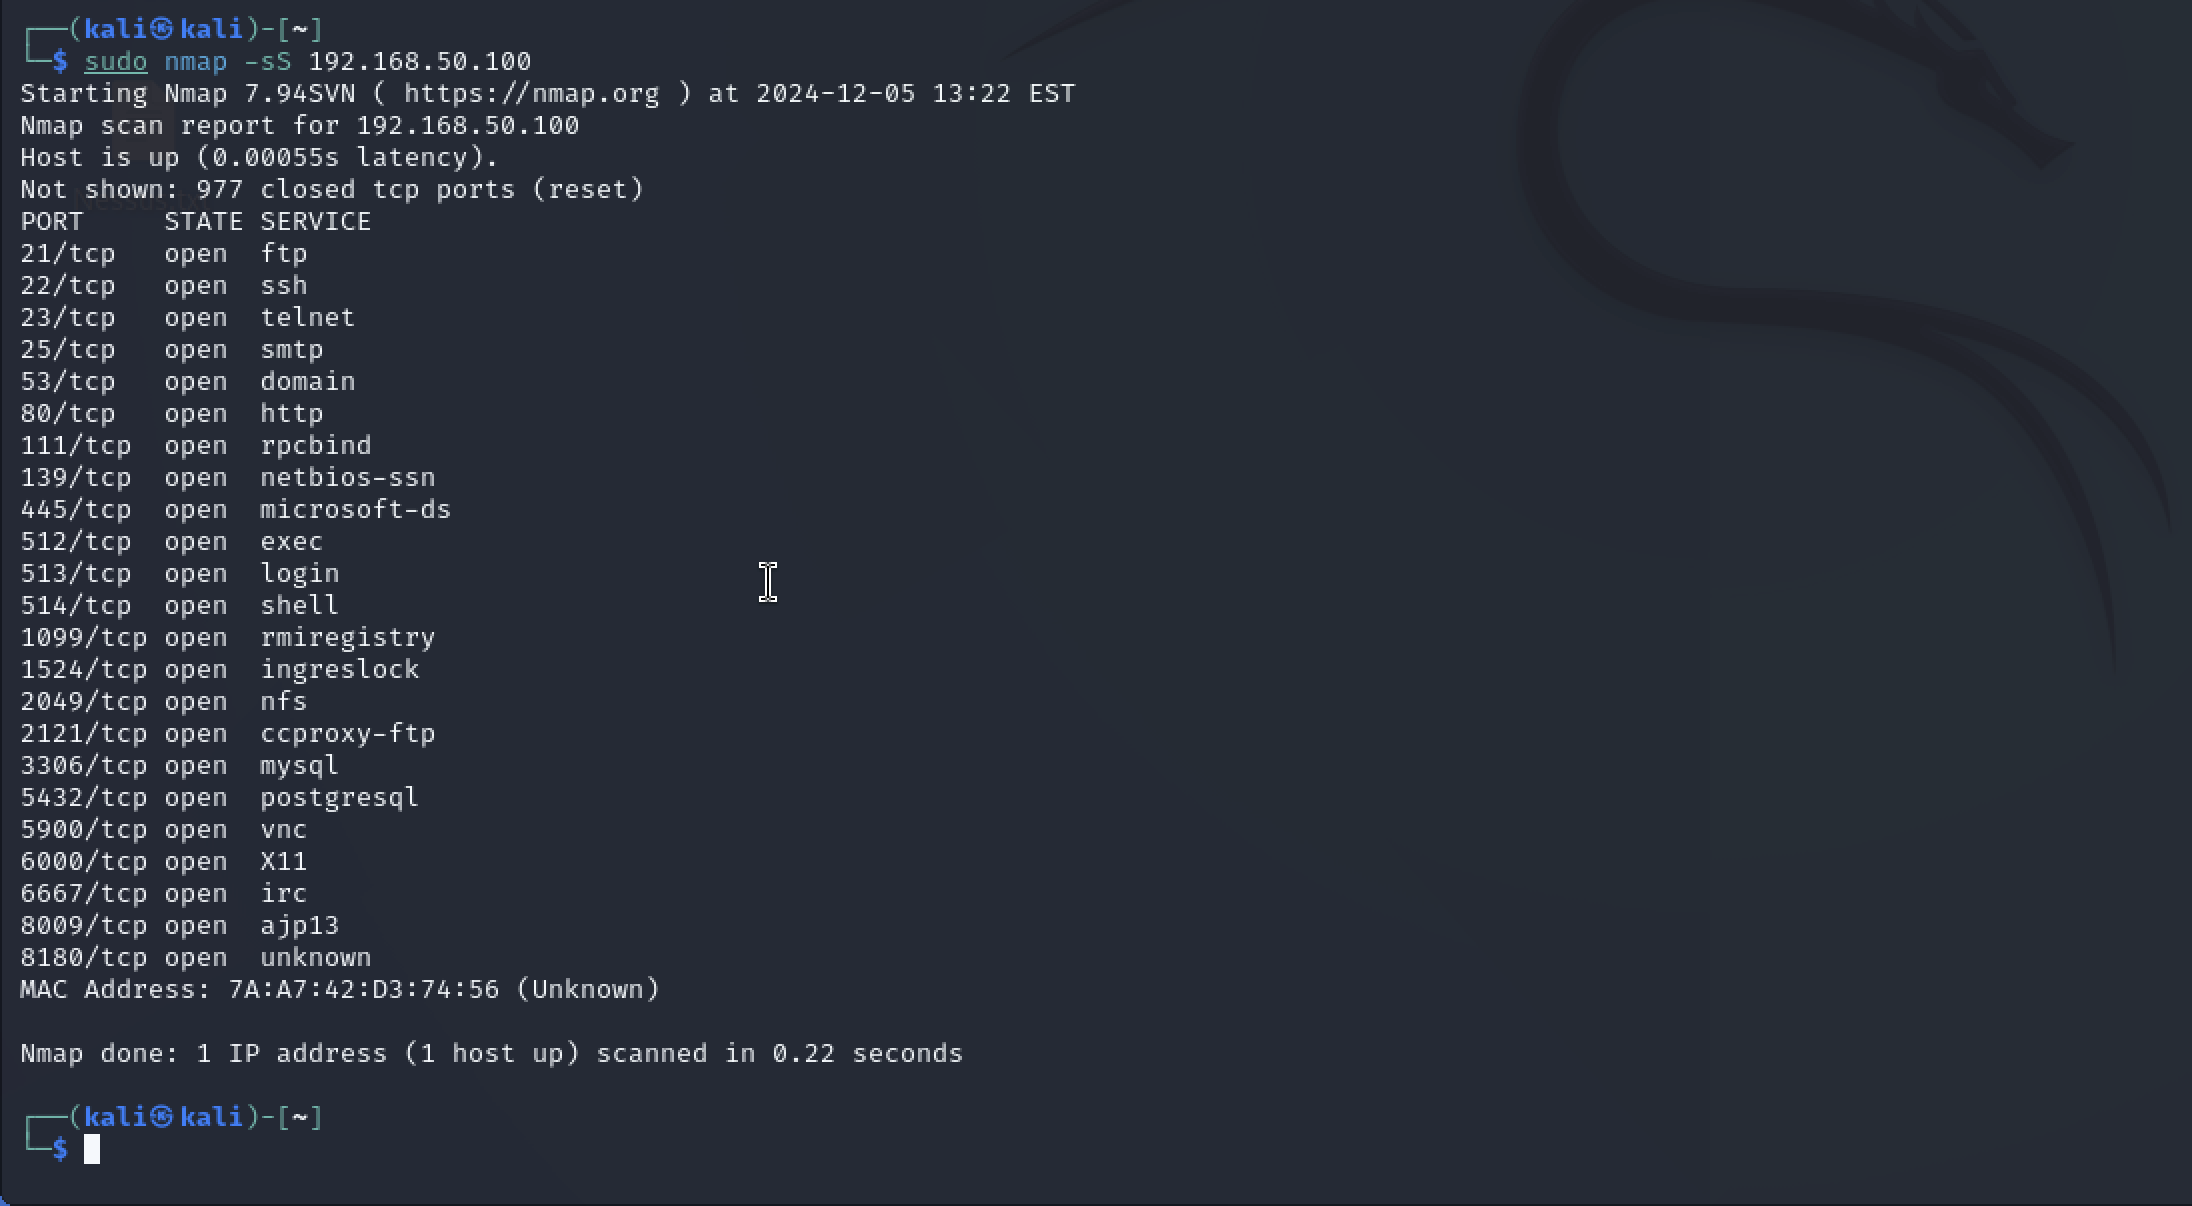 ┌──(kali㉿kali)-[~]
└─$ sudo nmap -sS 192.168.50.100
Starting Nmap 7.94SVN ( https://nmap.org ) at 2024-12-05 13:22 EST
Nmap scan report for 192.168.50.100
Host is up (0.00055s latency).
Not shown: 977 closed tcp ports (reset)
PORT     STATE SERVICE
21/tcp   open  ftp
22/tcp   open  ssh
23/tcp   open  telnet
25/tcp   open  smtp
53/tcp   open  domain
80/tcp   open  http
111/tcp  open  rpcbind
139/tcp  open  netbios-ssn
445/tcp  open  microsoft-ds
512/tcp  open  exec
513/tcp  open  login
514/tcp  open  shell
1099/tcp open  rmiregistry
1524/tcp open  ingreslock
2049/tcp open  nfs
2121/tcp open  ccproxy-ftp
3306/tcp open  mysql
5432/tcp open  postgresql
5900/tcp open  vnc
6000/tcp open  X11
6667/tcp open  irc
8009/tcp open  ajp13
8180/tcp open  unknown
MAC Address: 7A:A7:42:D3:74:56 (Unknown)
Nmap done: 1 IP address (1 host up) scanned in 0.22 seconds
┌──(kali㉿kali)-[~]
└─$